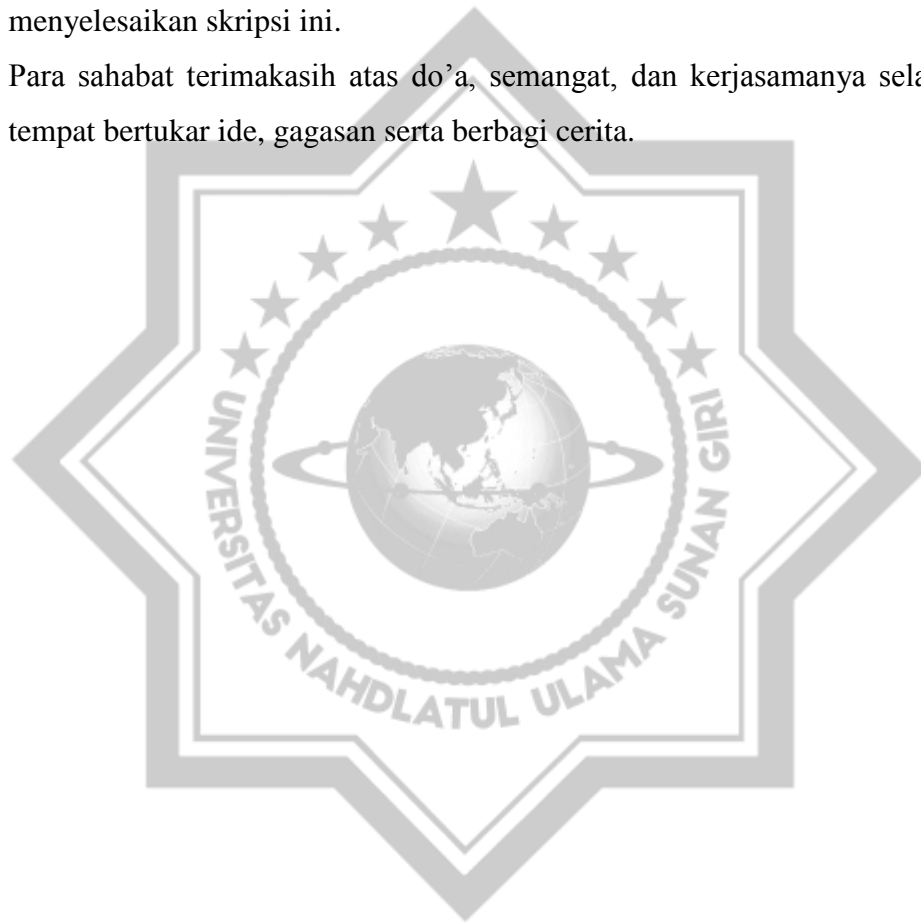 menyelesaikan skripsi ini.
Para sahabat terimakasih atas do’a, semangat, dan kerjasamanya
tempat bertukar ide, gagasan serta berbagi cerita.
UNIVERSITAS NAHDLATUL ULAMA SUNAN GIRI